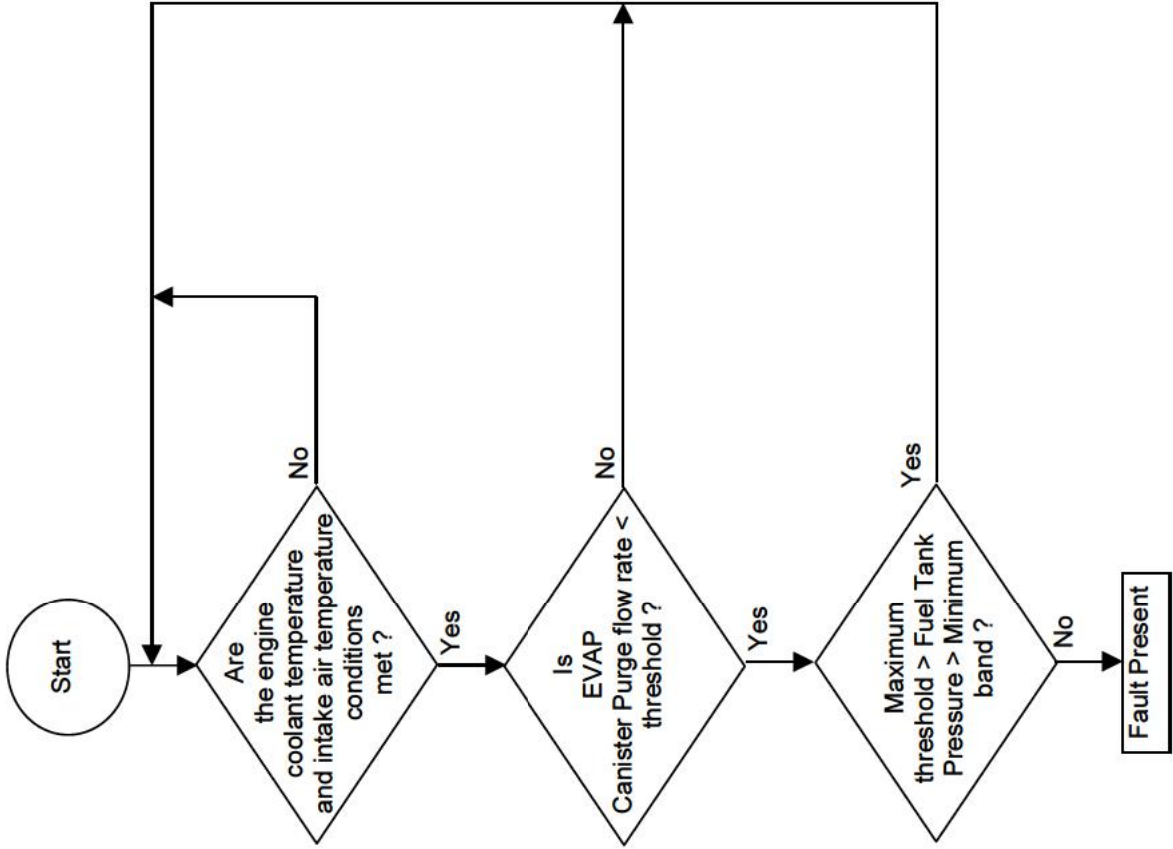 Start
Are
the engine
coolant temperature
and intake air temperature
conditions
met ?
No
Yes
Is
EVAP
Canister Purge flow rate <
threshold ?
No
Yes
Maximum
threshold > Fuel Tank
Pressure > Minimum
band ?
Yes
No
Fault Present